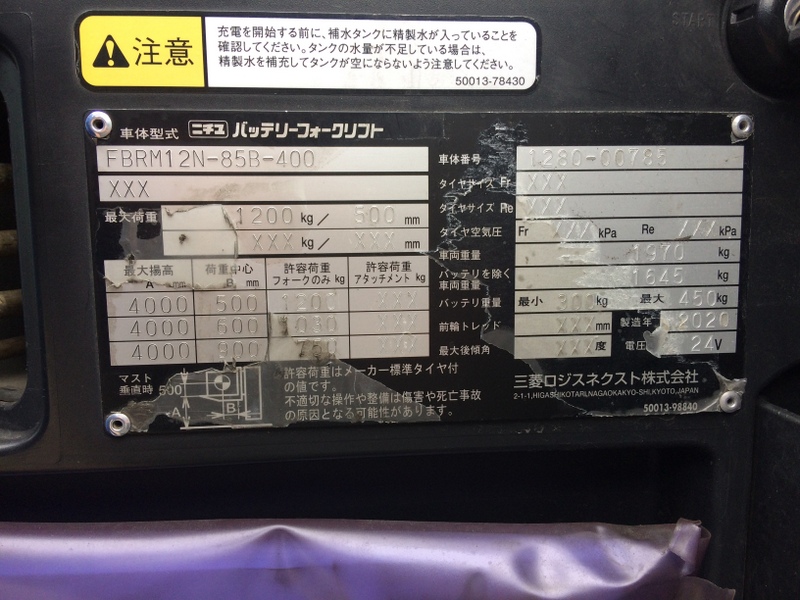 START
注意
充電を開始する前に、補水タンクに精製水が入っていることを
確認してください。タンクの水量が不足している場合は、
精製水を補充してタンクが空にならないよう注意してください。
50013-78430
車体型式 ニチユ バッテリーフォークリフト
FBRM12N-85B-400
XXX
最大荷重 1200 kg／ 500 mm
XXX kg／ XXX mm
最大揚高 A mm 荷重中心 B mm 許容荷重 フォークのみ kg 許容荷重 アタッチメント kg
4000 500 XXX
4000 600
4000
マスト
垂直時 500
A
B
許容荷重はメーカー標準タイヤ付
の値です。
不適切な操作や整備は傷害や死亡事故
の原因となる可能性があります。
車体番号 1280-00785
タイヤサイズ Fr XXX
タイヤサイズ Re XXX
タイヤ空気圧 Fr kPa Re kPa
車両重量 1970 kg
バッテリを除く
車両重量 1645 kg
バッテリ重量 最小 kg 最大 450kg
前輪トレッド XXX mm 製造年 2020
最大後傾角 XXX 度 電圧 24V
三菱ロジスネクスト株式会社
2-1-1,HIGASHIKOTARI,NAGAOKAKYO-SHI,KYOTO,JAPAN
50013-98840